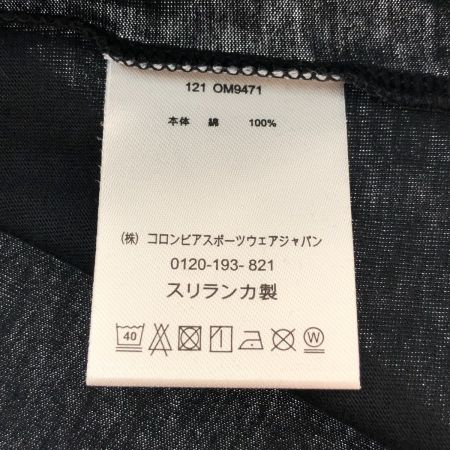 121 OM9471
本体 綿 100%
(株) コロンビアスポーツウェアジャパン
0120-193-821
スリランカ製
40 W